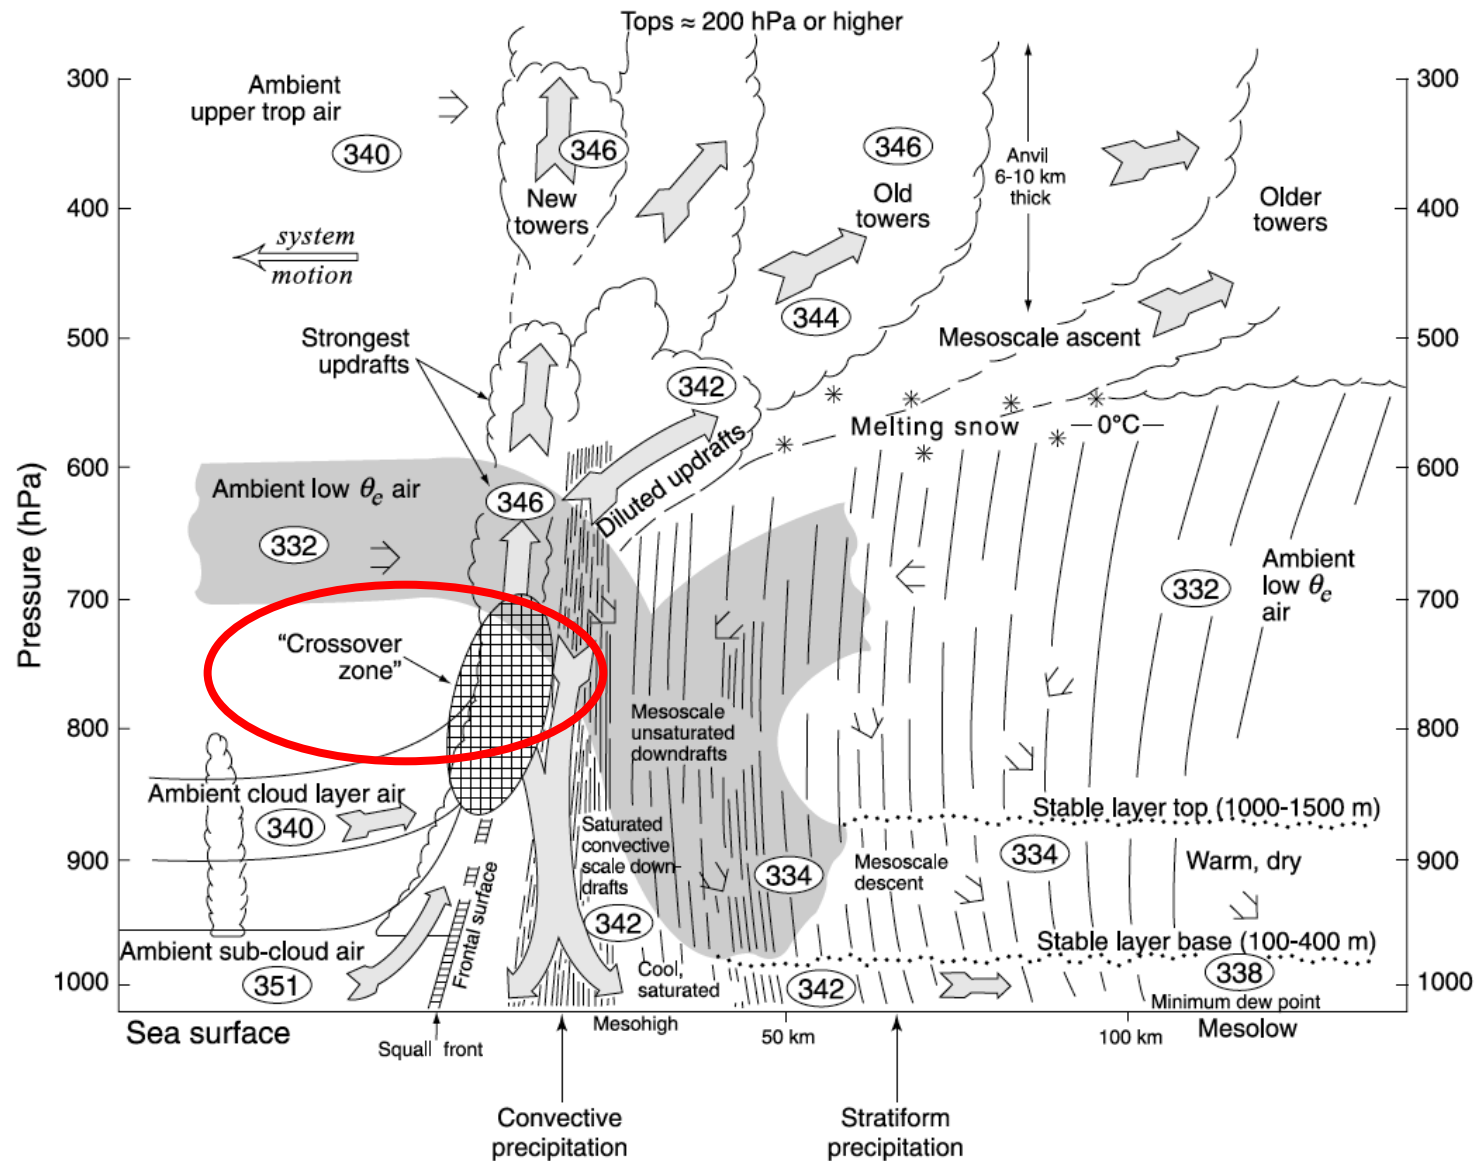 Tops ≈ 200 hPa or higher
300
300
Ambient
upper trop air
340
346
346
Anvil
6-10 km
thick
New
towers
Old
towers
Older
towers
400
400
system
motion
344
500
500
Strongest
updrafts
Mesoscale ascent
342
Melting snow
0°C
600
600
Diluted updrafts
Ambient low θe air
346
332
Ambient
low θe
air
332
700
700
Pressure (hPa)
"Crossover
zone"
Mesoscale
unsaturated
downdrafts
800
800
Ambient cloud layer air
340
Stable layer top (1000-1500 m)
Saturated
convective
scale down-
drafts
334
334
Mesoscale
descent
Warm, dry
900
900
342
Frontal surface
Ambient sub-cloud air
351
Stable layer base (100-400 m)
Cool,
saturated
342
338
Minimum dew point
1000
1000
Sea surface
Squall front
Mesohigh
50 km
100 km
Mesolow
Convective
precipitation
Stratiform
precipitation